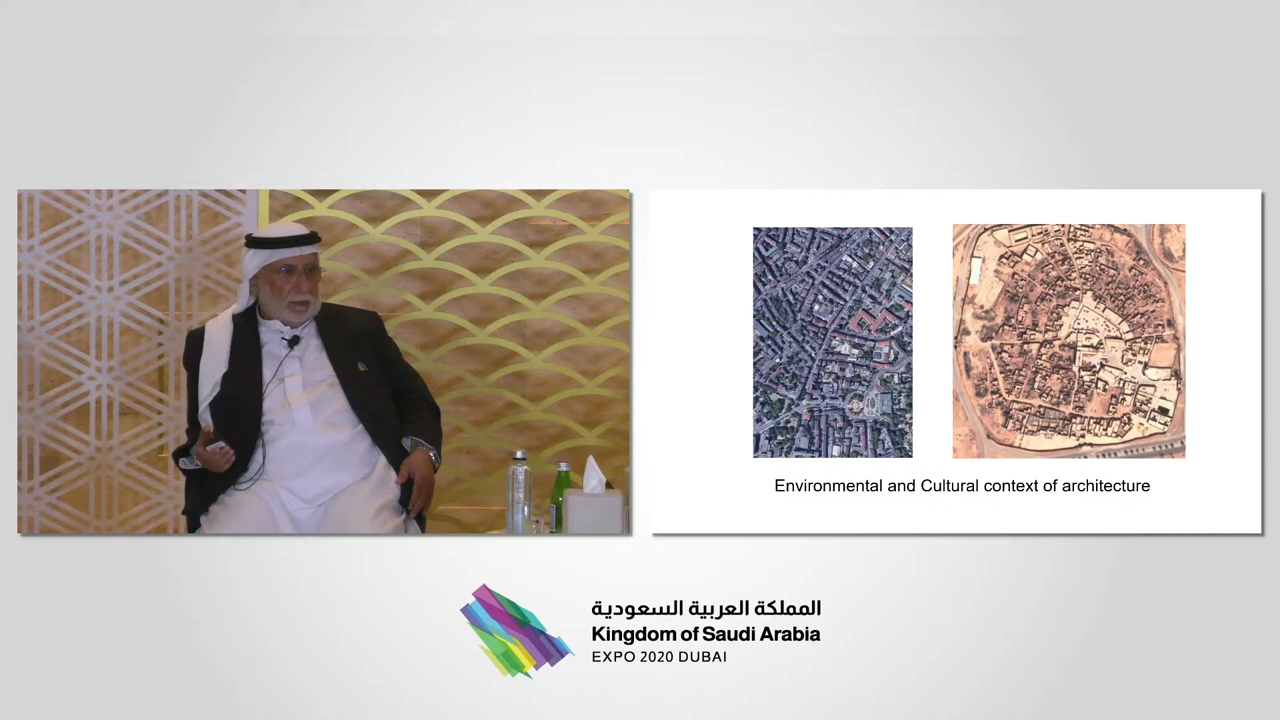 Environmental and Cultural context of architecture
المملكة العربية السعودية
Kingdom of Saudi Arabia
EXPO 2020 DUBAI